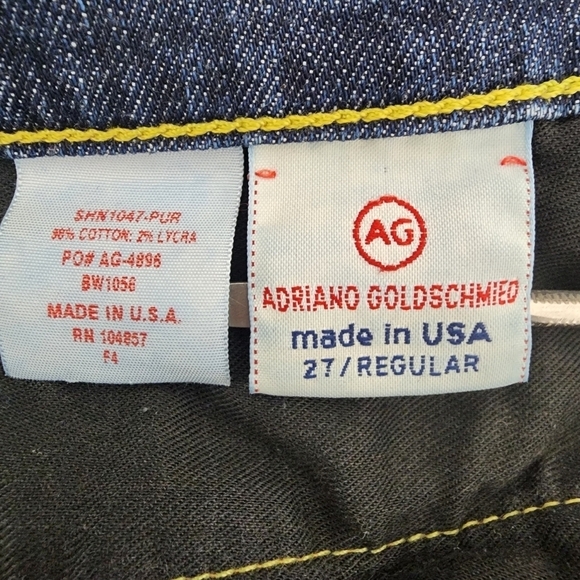 SHN1047-PUR
98% COTTON: 2% LYCRA
PO# AG-4896
BW1056
MADE IN U.S.A.
RN 104857
F4
AG
ADRIANO GOLDSCHMIED
made in USA
27/REGULAR